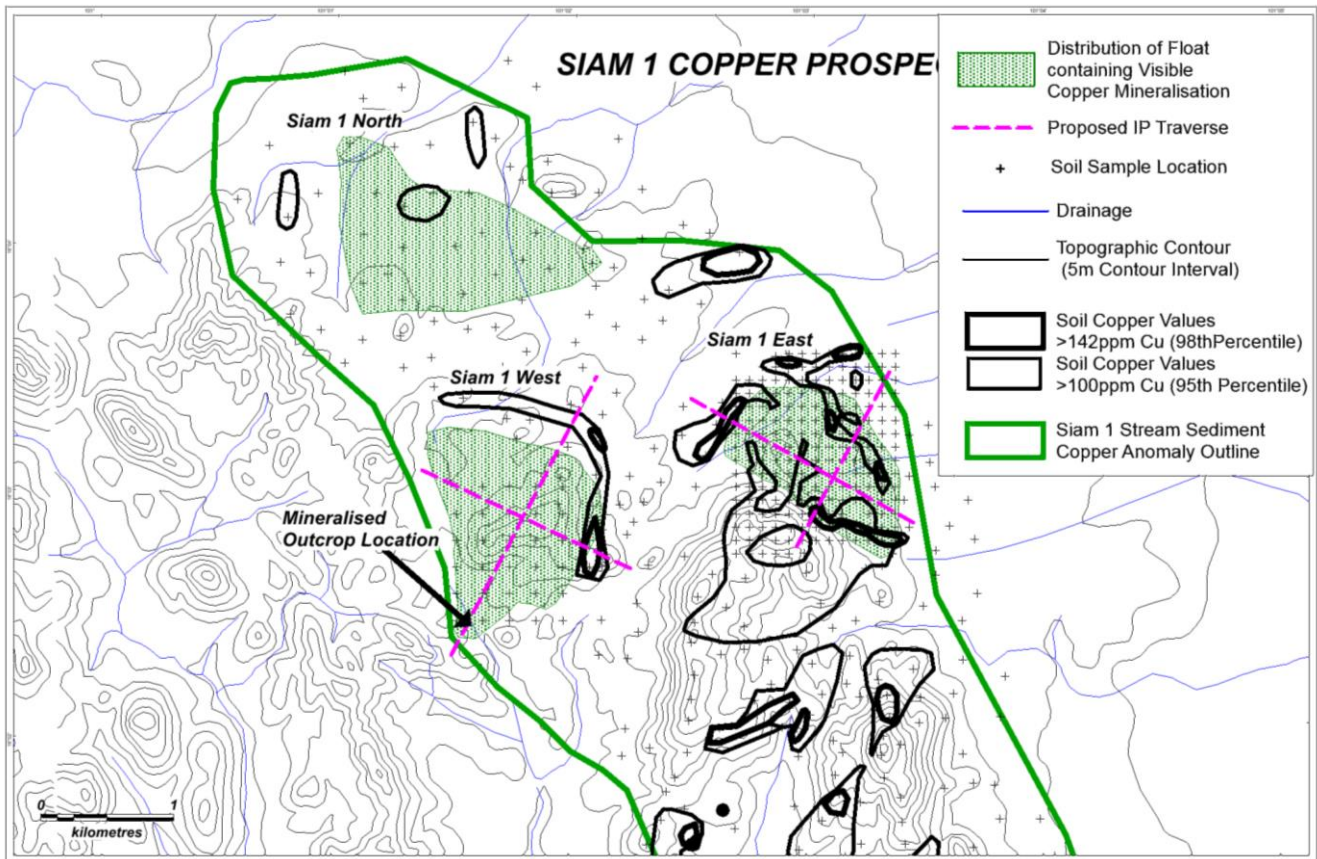 SIAM 1 COPPER PROSPE
Distribution of Float
containing Visible
Copper Mineralisation
Proposed IP Traverse
Soil Sample Location
Drainage
Topographic Contour
(5m Contour Interval)
Soil Copper Values
>142ppm Cu (98thPercentile)
Soil Copper Values
>100ppm Cu (95th Percentile)
Siam 1 Stream Sediment
Copper Anomaly Outline
Siam 1 North
Siam 1 East
Siam 1 West
Mineralised
Outcrop Location
0 1
kilometres